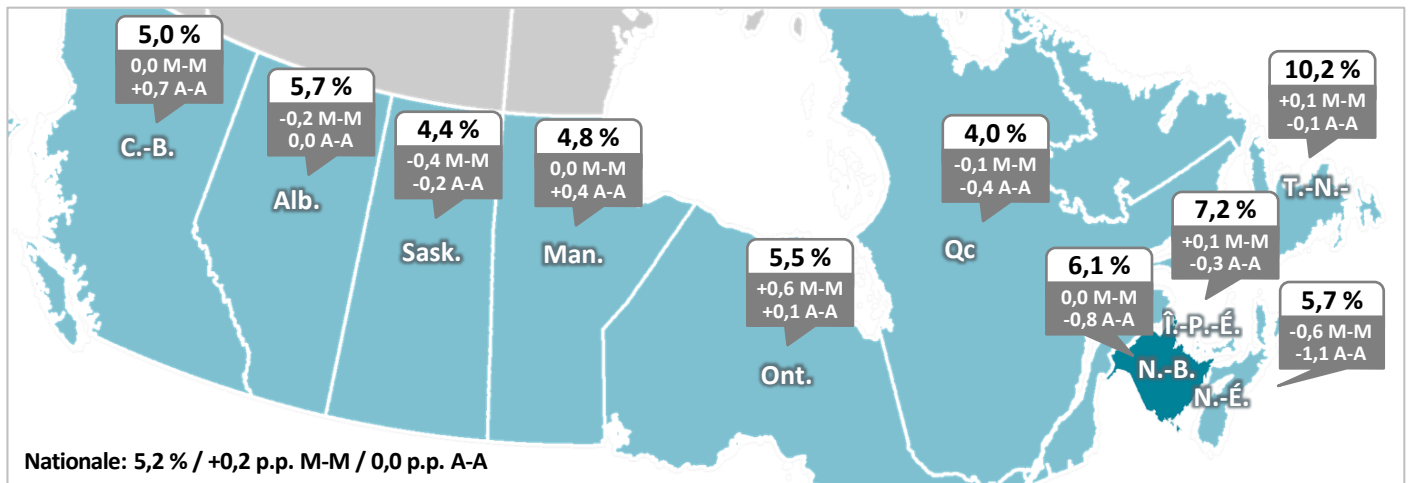 5,0 %
0,0 M-M
+0,7 A-A
C.-B.
5,7 %
-0,2 M-M
0,0 A-A
Alb.
4,4 %
-0,4 M-M
-0,2 A-A
Sask.
4,8 %
0,0 M-M
+0,4 A-A
Man.
5,5 %
+0,6 M-M
+0,1 A-A
Ont.
4,0 %
-0,1 M-M
-0,4 A-A
Qc
10,2 %
+0,1 M-M
-0,1 A-A
T.-N.-
7,2 %
+0,1 M-M
-0,3 A-A
Î.-P.-É.
6,1 %
0,0 M-M
-0,8 A-A
N.-B.
5,7 %
-0,6 M-M
-1,1 A-A
N.-É.
Nationale: 5,2 % / +0,2 p.p. M-M / 0,0 p.p. A-A